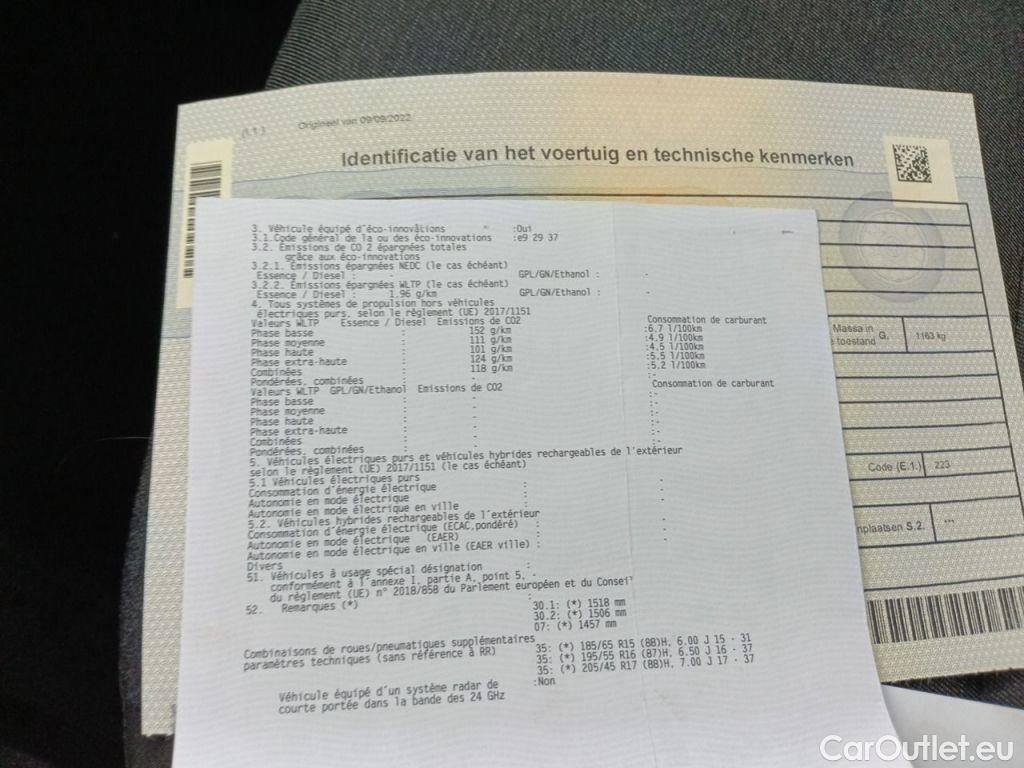 (I.1.)
Origineel van 09/09/2022
Identificatie van het voertuig en technische kenmerken
3. Véhicule équipé d'éco-innovations :Oui
3.1.Code général de la ou des éco-innovations :e9 29 37
3.2. Emissions de CO 2 épargnées totales
grâce aux éco-innovations
3.2.1. Emissions épargnées NEDC (le cas échéant)
Essence / Diesel : - GPL/GN/Ethanol : -
3.2.2. Emissions épargnées WLTP (le cas échéant)
Essence / Diesel : 1.96 g/km GPL/GN/Ethanol : -
4. Tous systèmes de propulsion hors véhicules
électriques purs, selon le règlement (UE) 2017/1151
Valeurs WLTP Essence / Diesel Emissions de CO2 Consommation de carburant
Phase basse : 152 g/km :6.7 l/100km
Phase moyenne : 111 g/km :4.9 l/100km
Phase haute : 101 g/km :4.5 l/100km
Phase extra-haute : 124 g/km :5.5 l/100km
Combinées : 118 g/km :5.2 l/100km
Pondérées, combinées : - :-
Valeurs WLTP GPL/GN/Ethanol Emissions de CO2 Consommation de carburant
Phase basse : - :-
Phase moyenne : - :-
Phase haute : - :-
Phase extra-haute : - :-
Combinées : - :-
Pondérées, combinées : - :-
5. Véhicules électriques purs et véhicules hybrides rechargeables de l'extérieur
selon le règlement (UE) 2017/1151 (le cas échéant)
5.1 Véhicules électriques purs
Consommation d'énergie électrique : -
Autonomie en mode électrique : -
Autonomie en mode électrique en ville : -
5.2. Véhicules hybrides rechargeables de l'extérieur
Consommation d'énergie électrique (ECAC,pondéré) : -
Autonomie en mode électrique (EAER) : -
Autonomie en mode électrique en ville (EAER ville) : -
Divers
51. Véhicules à usage spécial désignation :
conformément à l'annexe I, partie A, point 5. -
du règlement (UE) n° 2018/858 du Parlement européen et du Conseil
52. Remarques (*) :
30.1: (*) 1518 mm
30.2: (*) 1506 mm
07: (*) 1457 mm
Combinaisons de roues/pneumatiques supplémentaires
paramètres techniques (sans référence à RR)
35: (*) 185/65 R15 (88)H, 6.00 J 15 - 31
35: (*) 195/55 R16 (87)H, 6.50 J 16 - 37
35: (*) 205/45 R17 (88)H, 7.00 J 17 - 37
Véhicule équipé d'un système radar de :Non
courte portée dans la bande des 24 GHz
Massa in
toestand G. 1163 kg
Code (E.1.) 223
nplaatsen S.2. ***
CarOutlet.eu